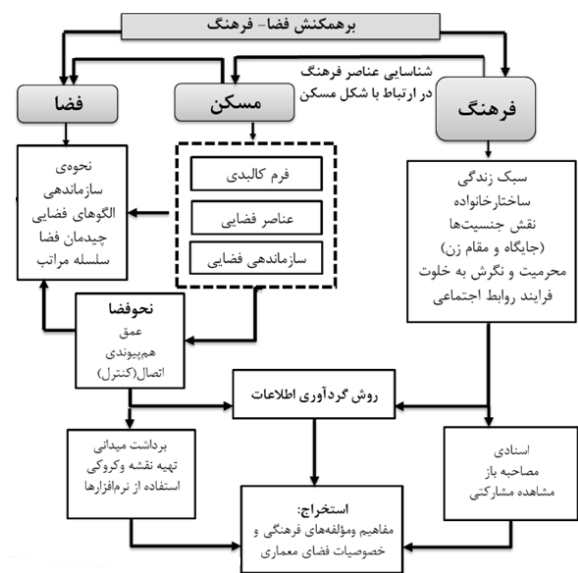 برهمکنش فضا- فرهنگ
شناسایی عناصر فرهنگ
در ارتباط با شکل مسکن
فرهنگ
مسکن
فضا
سبک زندگی
ساختارخانواده
نقش جنسیت‌ها
(جایگاه و مقام زن)
محرمیت و نگرش به خلوت
فرایند روابط اجتماعی
فرم کالبدی
عناصر فضایی
سازماندهی فضایی
نحوه‌ی
سازماندهی
الگوهای فضایی
چیدمان فضا
سلسله مراتب
نحوفضا
عمق
هم‌پیوندی
اتصال(کنترل)
روش گردآوری اطلاعات
اسنادی
مصاحبه باز
مشاهده مشارکتی
برداشت میدانی
تهیه نقشه وکروکی
استفاده از نرم‌افزارها
استخراج:
مفاهیم ومؤلفه‌های فرهنگی و
خصوصیات فضای معماری